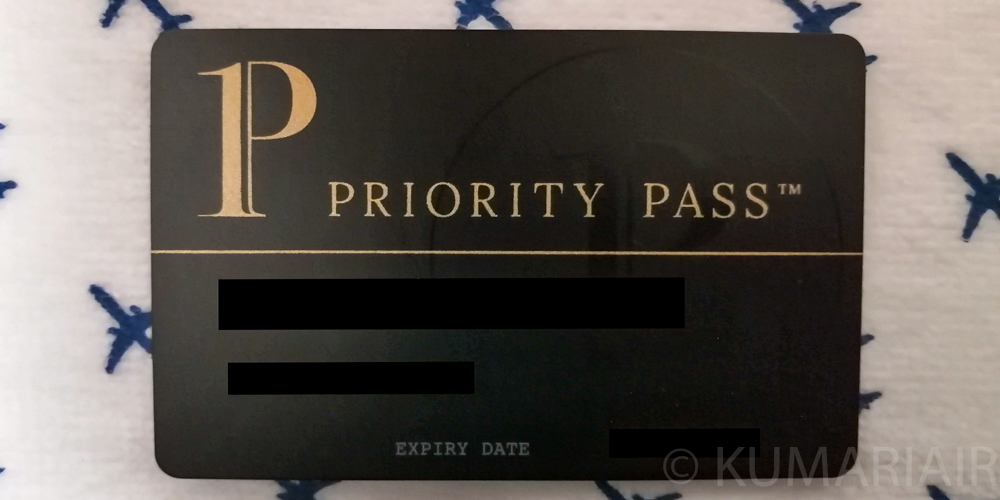 P
PRIORITY PASS™
EXPIRY DATE
© KUMARIAIR